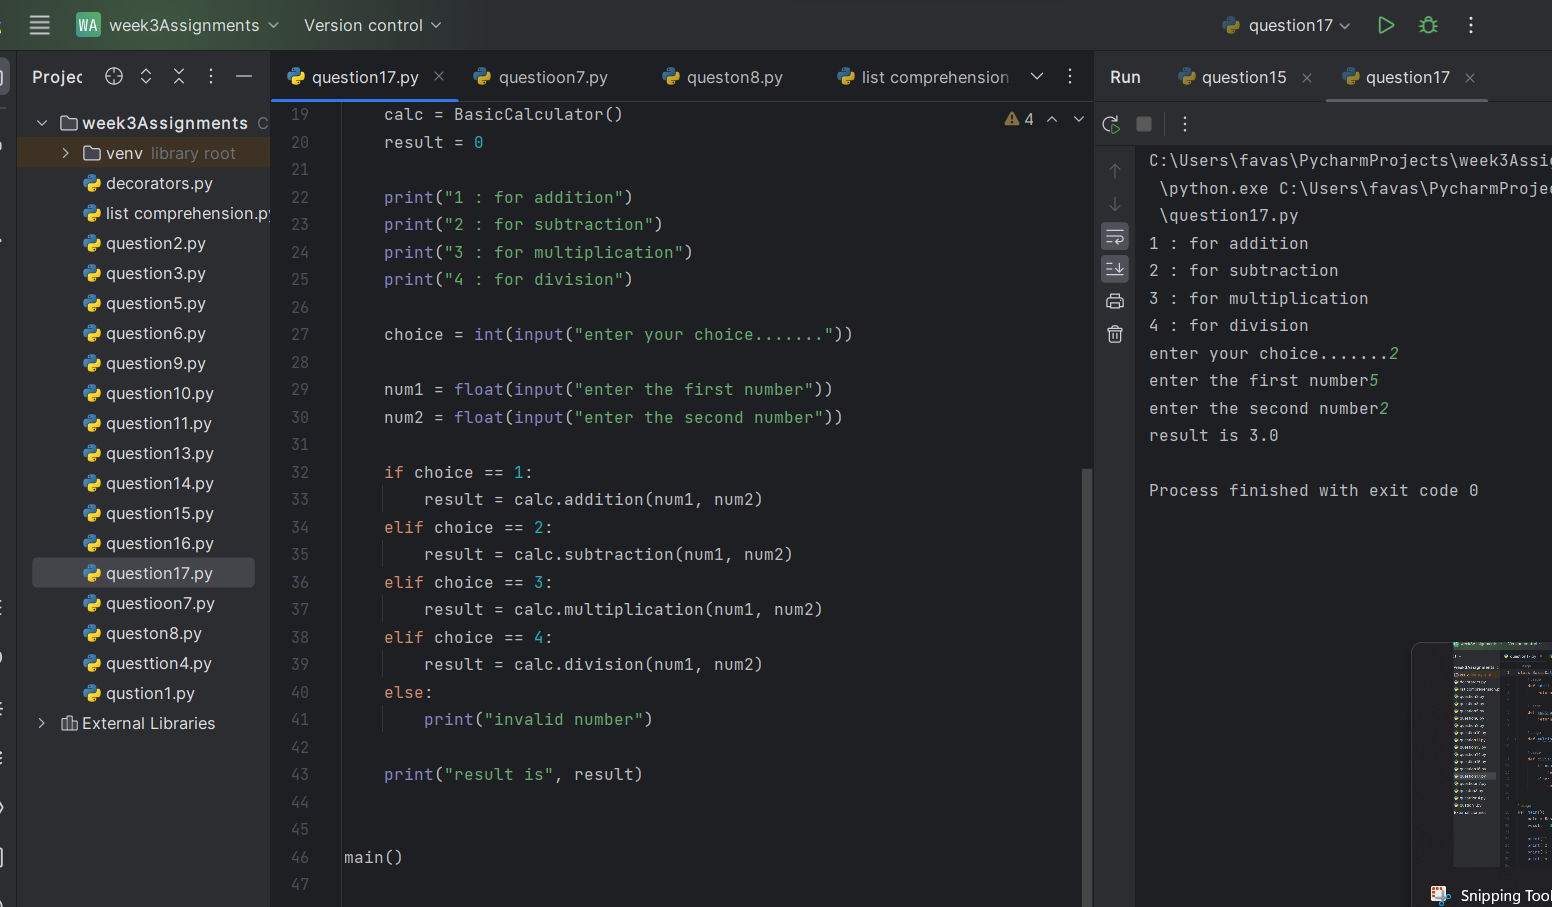 WA week3Assignments Version control question17
Projec
question17.py questioon7.py queston8.py list comprehension
Run question15 question17
week3Assignments C
venv library root
decorators.py
list comprehension.py
question2.py
question3.py
question5.py
question6.py
question9.py
question10.py
question11.py
question13.py
question14.py
question15.py
question16.py
question17.py
questioon7.py
queston8.py
questtion4.py
qustion1.py
External Libraries
4
19 calc = BasicCalculator()
20 result = 0
21
22 print("1 : for addition")
23 print("2 : for subtraction")
24 print("3 : for multiplication")
25 print("4 : for division")
26
27 choice = int(input("enter your choice......."))
28
29 num1 = float(input("enter the first number"))
30 num2 = float(input("enter the second number"))
31
32 if choice == 1:
33 result = calc.addition(num1, num2)
34 elif choice == 2:
35 result = calc.subtraction(num1, num2)
36 elif choice == 3:
37 result = calc.multiplication(num1, num2)
38 elif choice == 4:
39 result = calc.division(num1, num2)
40 else:
41 print("invalid number")
42
43 print("result is", result)
44
45
46 main()
47
C:\Users\favas\PycharmProjects\week3Assig
\python.exe C:\Users\favas\PycharmProjec
\question17.py
1 : for addition
2 : for subtraction
3 : for multiplication
4 : for division
enter your choice.......2
enter the first number5
enter the second number2
result is 3.0
Process finished with exit code 0
Snipping Tool